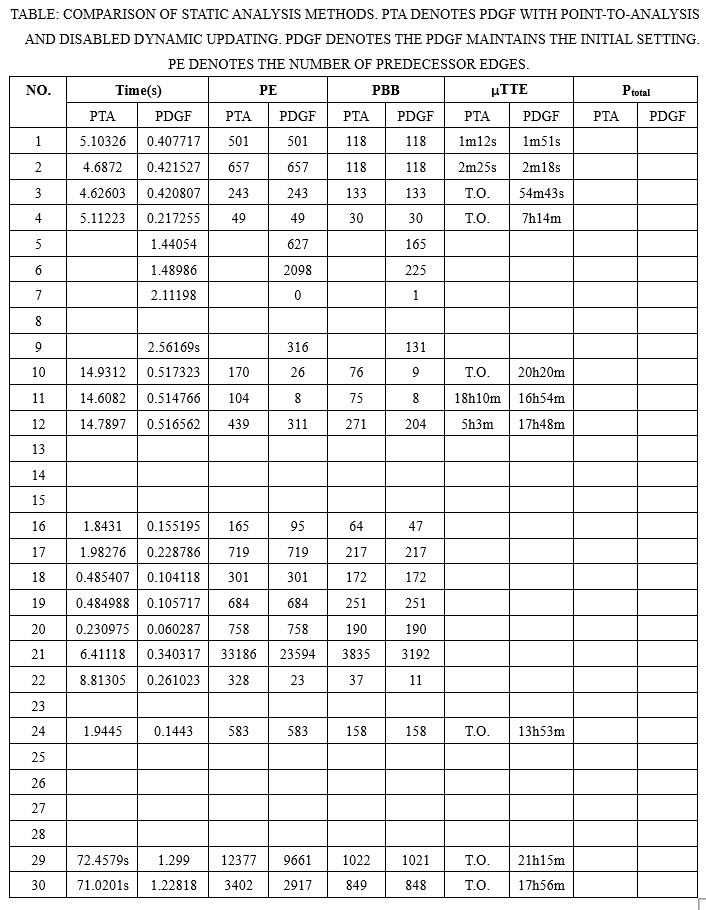 TABLE: COMPARISON OF STATIC ANALYSIS METHODS. PTA DENOTES PDGF WITH POINT-TO-ANALYSIS
AND DISABLED DYNAMIC UPDATING. PDGF DENOTES THE PDGF MAINTAINS THE INITIAL SETTING.
PE DENOTES THE NUMBER OF PREDECESSOR EDGES.
NO. Time(s) PE PBB μTTE Ptotal
PTA PDGF PTA PDGF PTA PDGF PTA PDGF PTA PDGF
1 5.10326 0.407717 501 501 118 118 1m12s 1m51s
2 4.6872 0.421527 657 657 118 118 2m25s 2m18s
3 4.62603 0.420807 243 243 133 133 T.O. 54m43s
4 5.11223 0.217255 49 49 30 30 T.O. 7h14m
5 1.44054 627 165
6 1.48986 2098 225
7 2.11198 0 1
8
9 2.56169s 316 131
10 14.9312 0.517323 170 26 76 9 T.O. 20h20m
11 14.6082 0.514766 104 8 75 8 18h10m 16h54m
12 14.7897 0.516562 439 311 271 204 5h3m 17h48m
13
14
15
16 1.8431 0.155195 165 95 64 47
17 1.98276 0.228786 719 719 217 217
18 0.485407 0.104118 301 301 172 172
19 0.484988 0.105717 684 684 251 251
20 0.230975 0.060287 758 758 190 190
21 6.41118 0.340317 33186 23594 3835 3192
22 8.81305 0.261023 328 23 37 11
23
24 1.9445 0.1443 583 583 158 158 T.O. 13h53m
25
26
27
28
29 72.4579s 1.299 12377 9661 1022 1021 T.O. 21h15m
30 71.0201s 1.22818 3402 2917 849 848 T.O. 17h56m